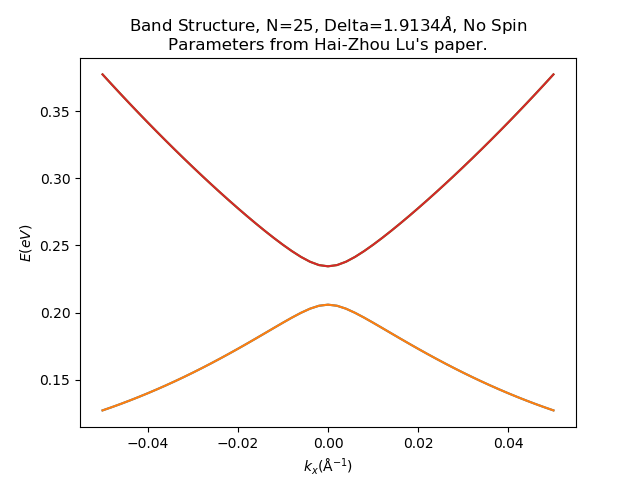 Band Structure, N=25, Delta=1.9134Å, No Spin
Parameters from Hai-Zhou Lu's paper.
E(eV)
0.35
0.30
0.25
0.20
0.15
−0.04 −0.02 0.00 0.02 0.04
kₓ(Å⁻¹)